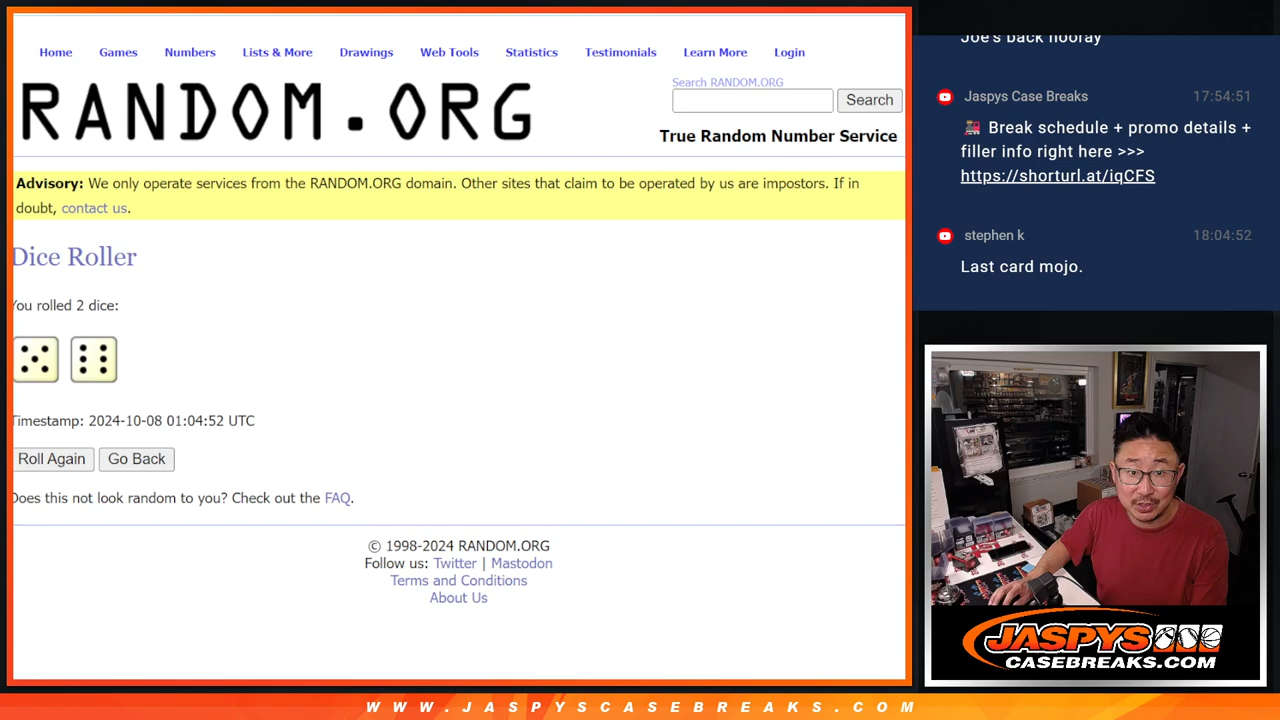 Home Games Numbers Lists & More Drawings Web Tools Statistics Testimonials Learn More Login
Search RANDOM.ORG
RANDOM.ORG
Search
True Random Number Service
Advisory: We only operate services from the RANDOM.ORG domain. Other sites that claim to be operated by us are impostors. If in
doubt, contact us.
Dice Roller
You rolled 2 dice:
Timestamp: 2024-10-08 01:04:52 UTC
Roll Again Go Back
Does this not look random to you? Check out the FAQ.
© 1998-2024 RANDOM.ORG
Follow us: Twitter | Mastodon
Terms and Conditions
About Us
Joe's back hooray
Jaspys Case Breaks 17:54:51
🚂 Break schedule + promo details +
filler info right here >>>
https://shorturl.at/iqCFS
stephen k 18:04:52
Last card mojo.
JASPYS
CASEBREAKS.COM
WWW.JASPYSCASEBREAKS.COM